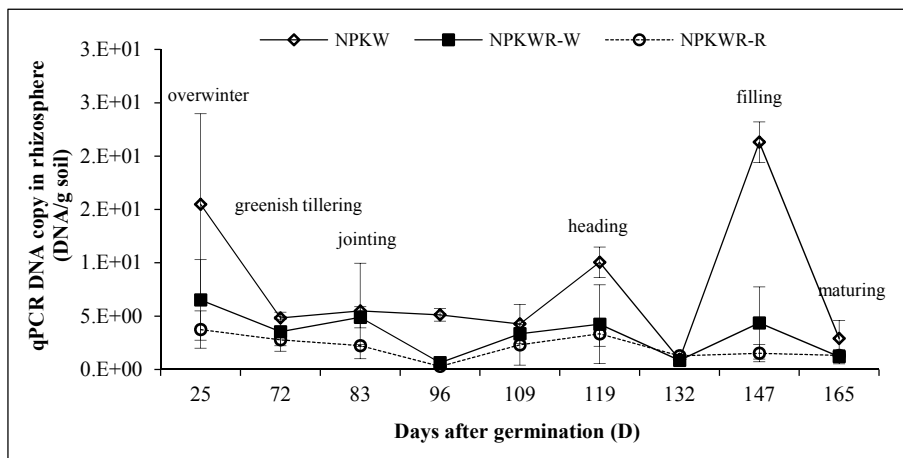 NPKW NPKWR-W NPKWR-R
qPCR DNA copy in rhizosphere
(DNA/g soil)
3.E+01
3.E+01
2.E+01
2.E+01
1.E+01
5.E+00
0.E+00
overwinter
greenish tillering
jointing
heading
filling
maturing
25 72 83 96 109 119 132 147 165
Days after germination (D)